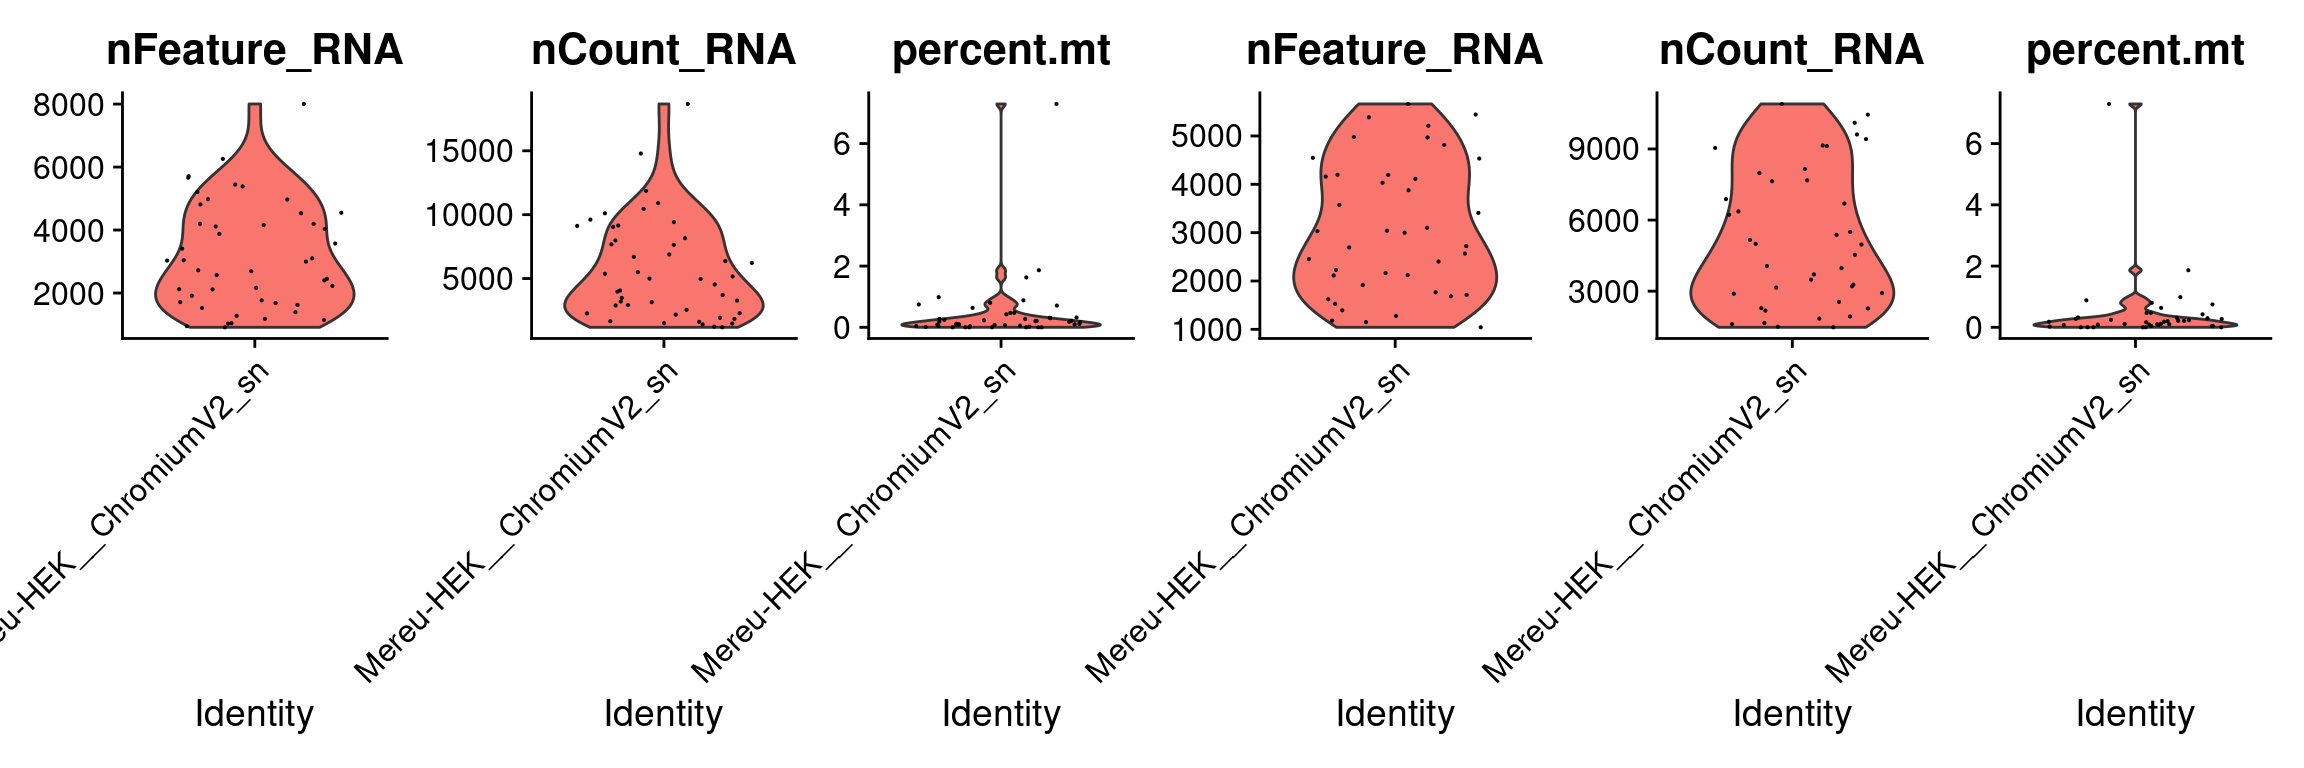 nFeature_RNA
8000
6000
4000
2000
eu-HEK__ChromiumV2_sn
Identity
nCount_RNA
15000
10000
5000
Mereu-HEK__ChromiumV2_sn
Identity
percent.mt
6
4
2
0
Mereu-HEK__ChromiumV2_sn
Identity
nFeature_RNA
5000
4000
3000
2000
1000
Mereu-HEK__ChromiumV2_sn
Identity
nCount_RNA
9000
6000
3000
Mereu-HEK__ChromiumV2_sn
Identity
percent.mt
6
4
2
0
Mereu-HEK__ChromiumV2_sn
Identity